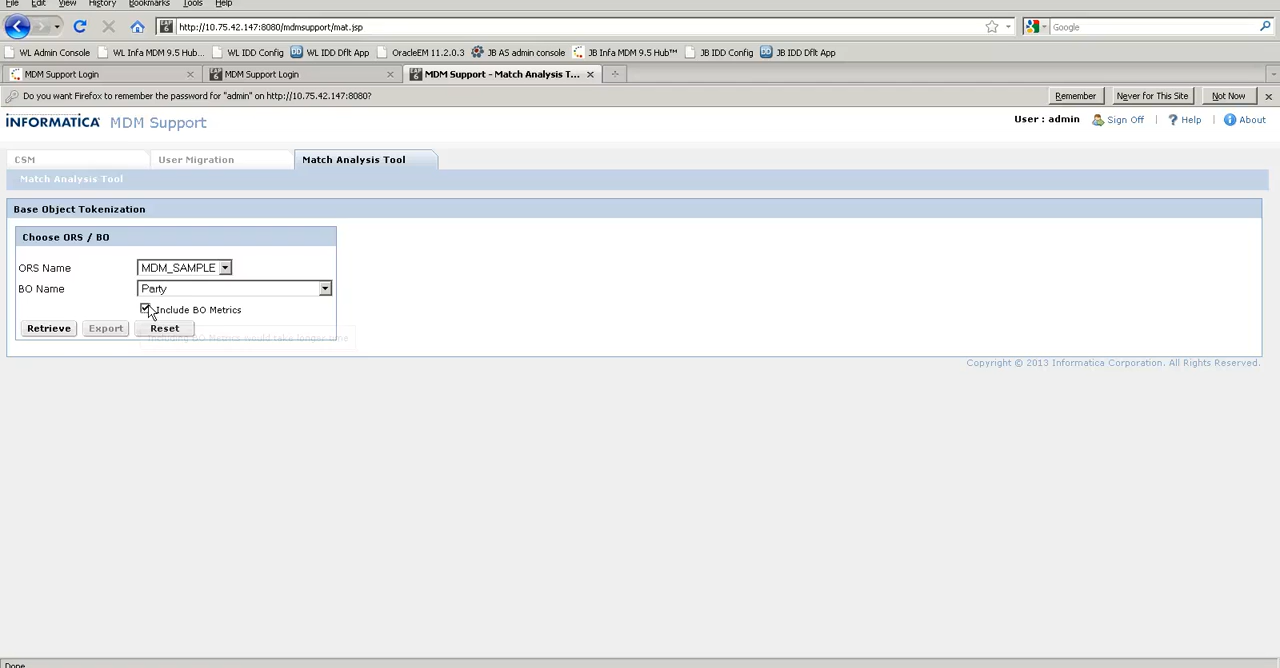 File Edit View History Bookmarks Tools Help
http://10.75.42.147:8080/mdmsupport/mat.jsp
Google
WL Admin Console WL Infa MDM 9.5 Hub... WL IDD Config WL IDD Dflt App OracleEM 11.2.0.3 JB AS admin console JB Infa MDM 9.5 Hub™ JB IDD Config JB IDD Dflt App
MDM Support Login MDM Support Login MDM Support - Match Analysis T...
Do you want Firefox to remember the password for "admin" on http://10.75.42.147:8080? Remember Never for This Site Not Now
INFORMATICA MDM Support User : admin Sign Off | Help | About
CSM User Migration Match Analysis Tool
Match Analysis Tool
Base Object Tokenization
Choose ORS / BO
ORS Name MDM_SAMPLE
BO Name Party
Include BO Metrics
Retrieve Export Reset
Including BO Metrics would take longer time
Copyright © 2013 Informatica Corporation. All Rights Reserved.
Done